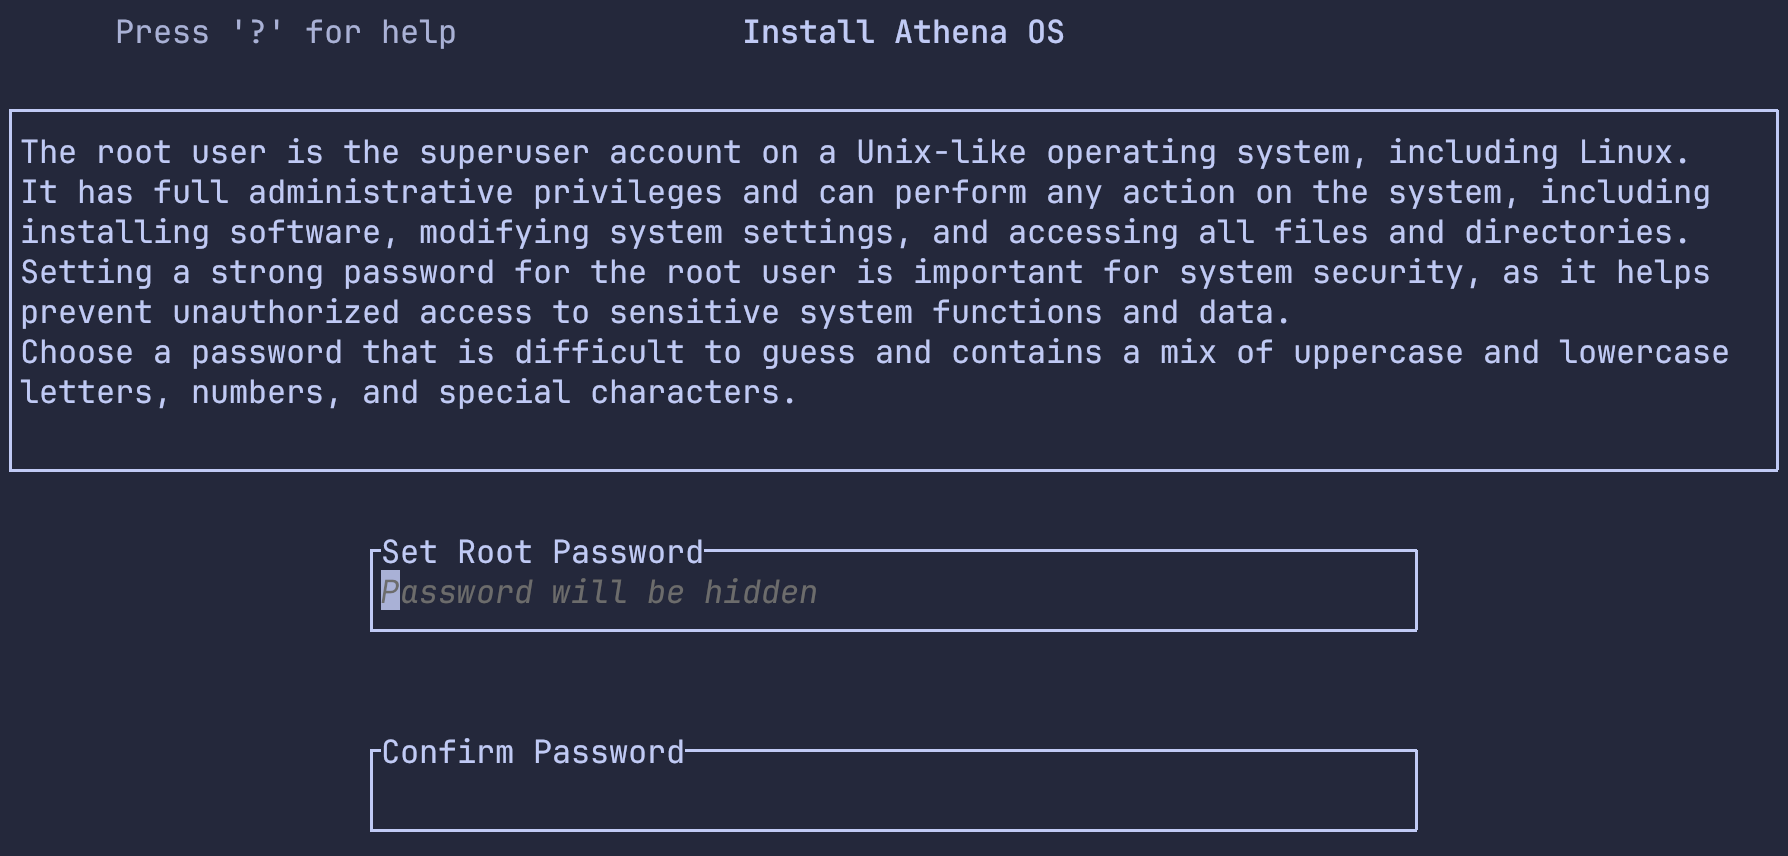 Press '?' for help
Install Athena OS
The root user is the superuser account on a Unix-like operating system, including Linux.
It has full administrative privileges and can perform any action on the system, including
installing software, modifying system settings, and accessing all files and directories.
Setting a strong password for the root user is important for system security, as it helps
prevent unauthorized access to sensitive system functions and data.
Choose a password that is difficult to guess and contains a mix of uppercase and lowercase
letters, numbers, and special characters.
Set Root Password
Password will be hidden
Confirm Password